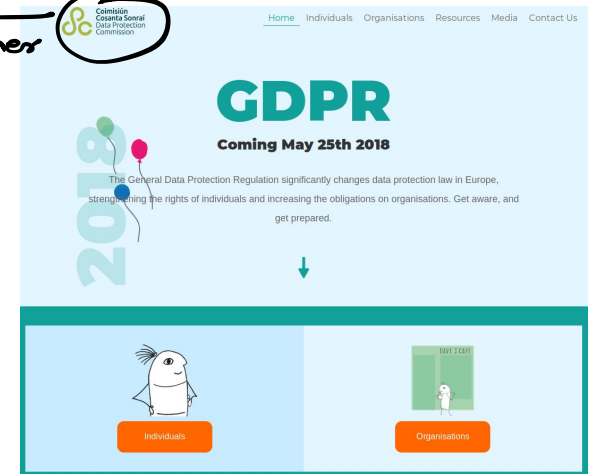 Coimisiún
Cosanta Sonraí
Data Protection
Commission
Home Individuals Organisations Resources Media Contact Us
GDPR
Coming May 25th 2018
2018
The General Data Protection Regulation significantly changes data protection law in Europe,
strengthening the rights of individuals and increasing the obligations on organisations. Get aware, and
get prepared.
DAVE'S CAFE
Individuals
Organisations